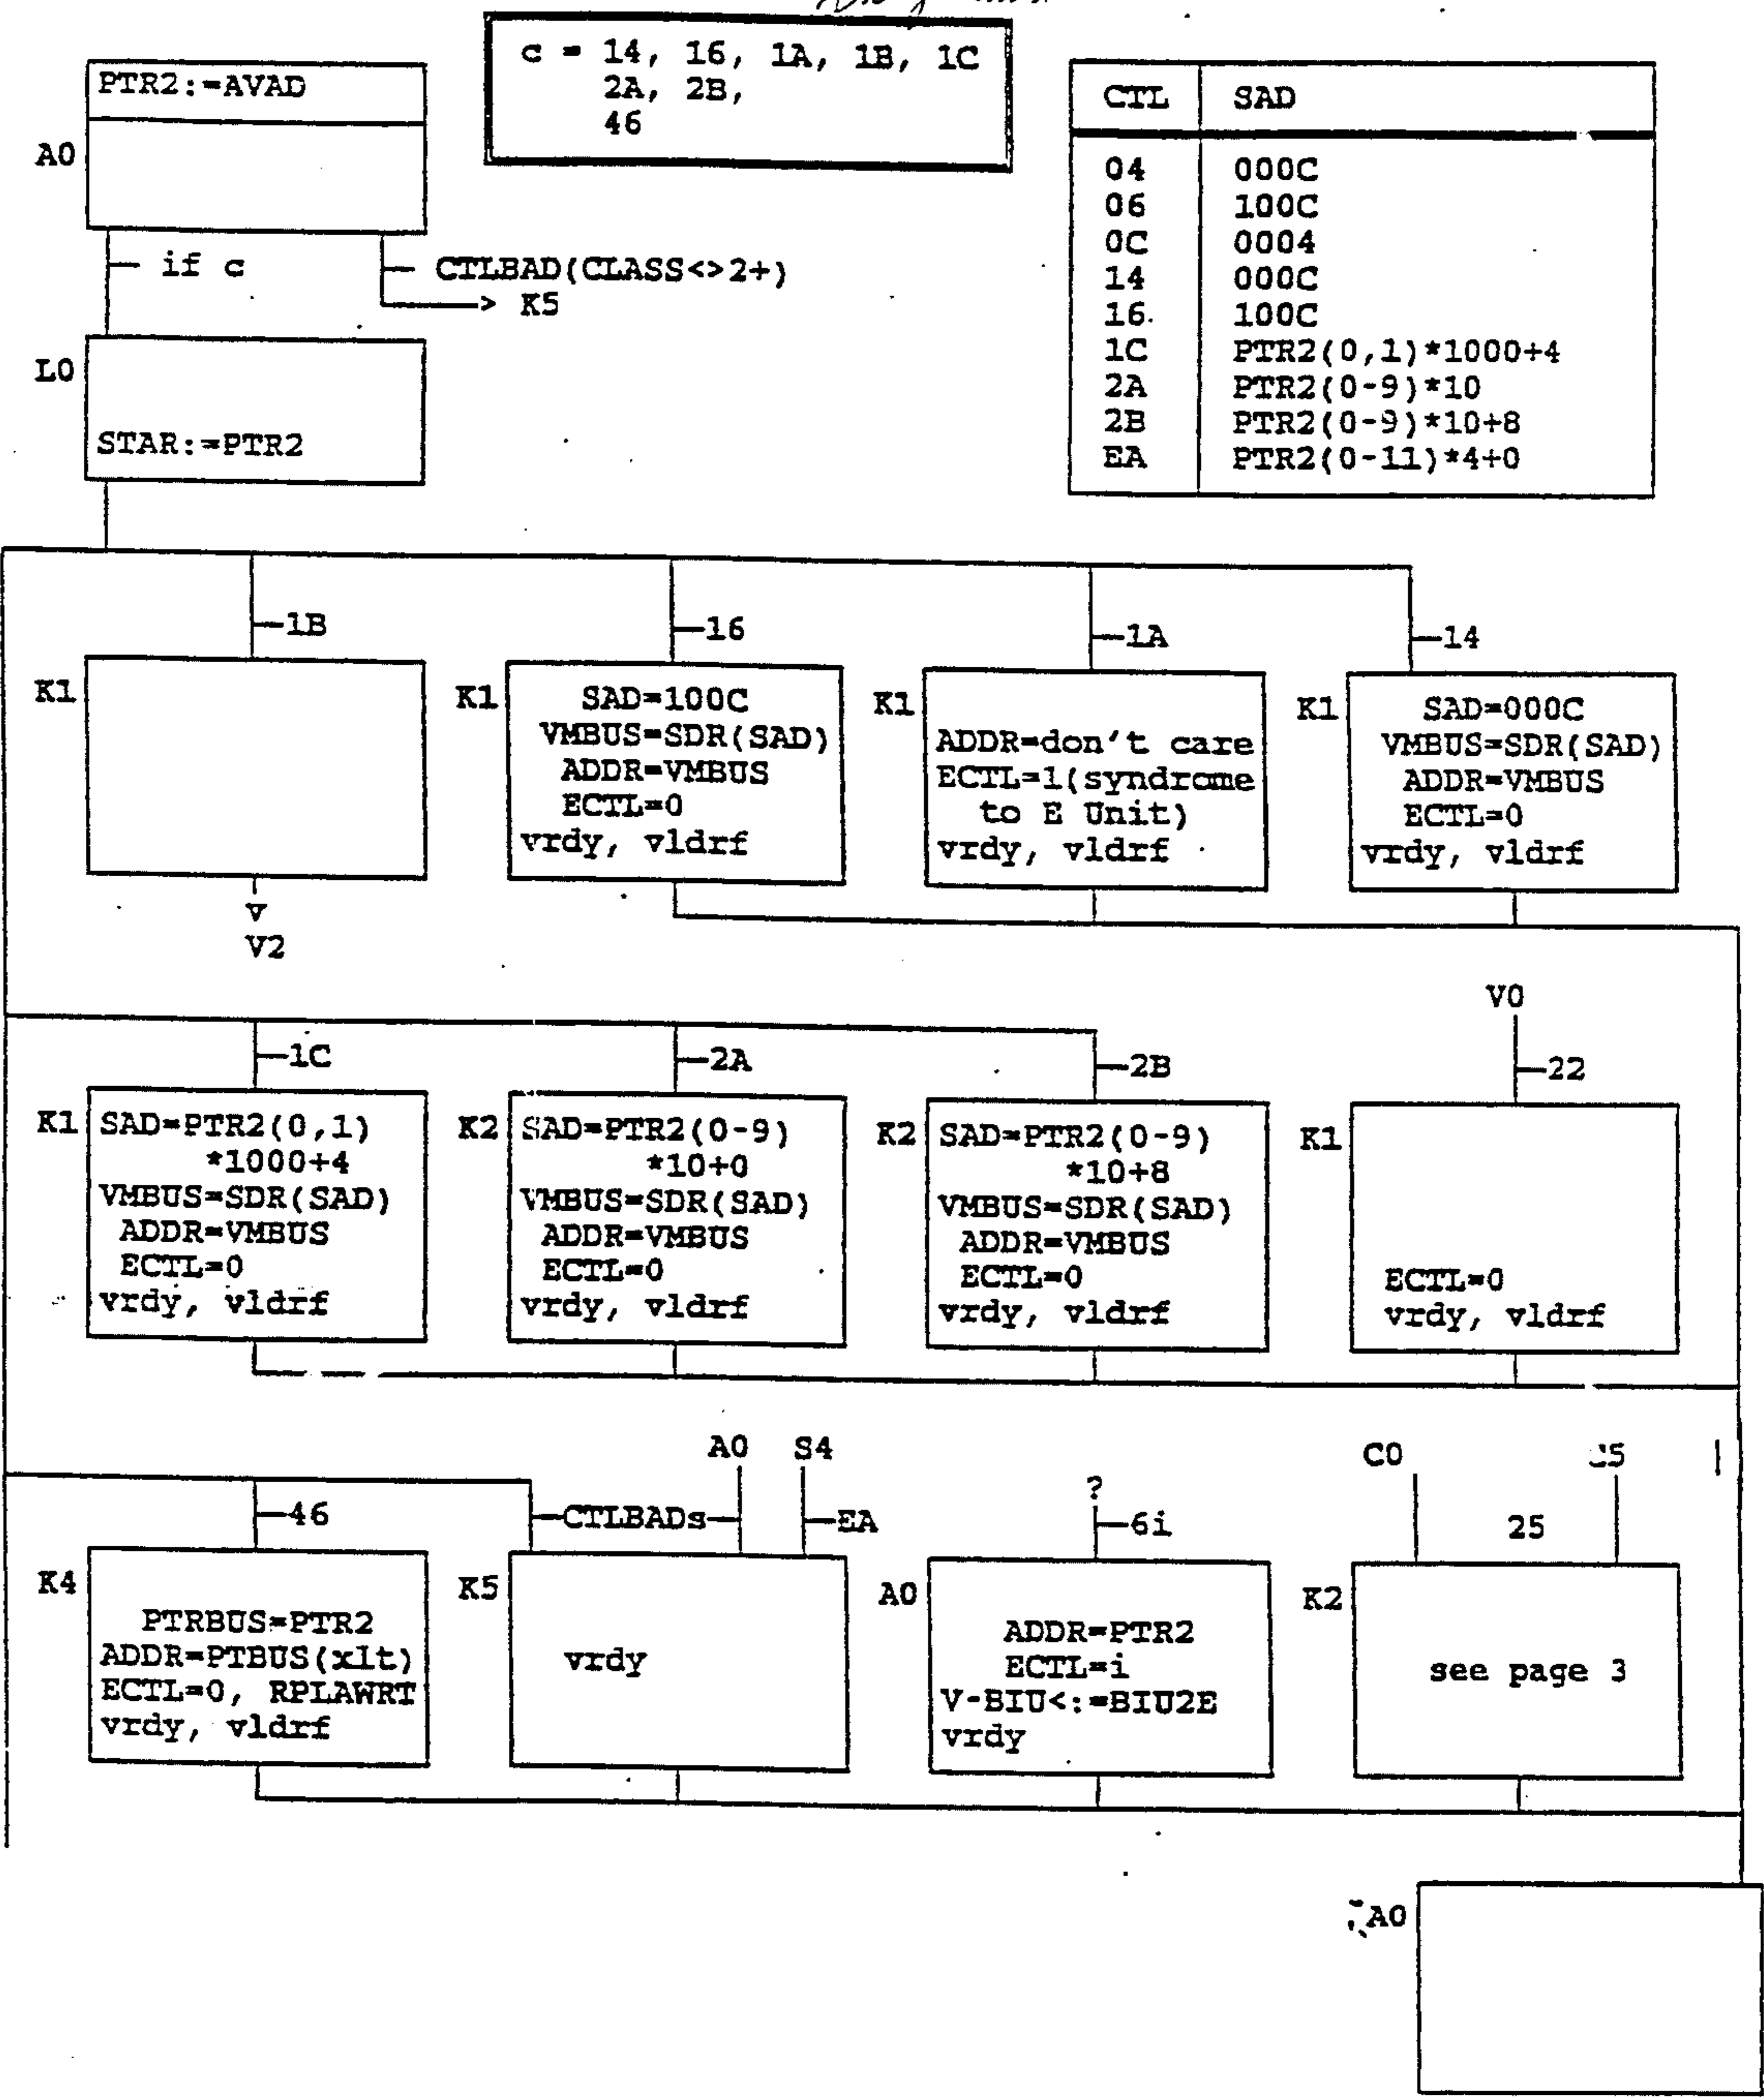 c = 14, 16, 1A, 1B, 1C
2A, 2B,
46
PTR2:=AVAD
A0
if c
CTLBAD(CLASS<>2+)
> K5
L0
STAR:=PTR2
CTL SAD
04 000C
06 100C
0C 0004
14 000C
16 100C
1C PTR2(0,1)*1000+4
2A PTR2(0-9)*10
2B PTR2(0-9)*10+8
EA PTR2(0-11)*4+0
1B
K1
v
V2
16
K1
SAD=100C
VMBUS=SDR(SAD)
ADDR=VMBUS
ECTL=0
vrdy, vldrf
1A
K1
ADDR=don't care
ECTL=1(syndrome
to E Unit)
vrdy, vldrf
14
K1
SAD=000C
VMBUS=SDR(SAD)
ADDR=VMBUS
ECTL=0
vrdy, vldrf
1C
K1
SAD=PTR2(0,1)
*1000+4
VMBUS=SDR(SAD)
ADDR=VMBUS
ECTL=0
vrdy, vldrf
2A
K2
SAD=PTR2(0-9)
*10+0
VMBUS=SDR(SAD)
ADDR=VMBUS
ECTL=0
vrdy, vldrf
2B
K2
SAD=PTR2(0-9)
*10+8
VMBUS=SDR(SAD)
ADDR=VMBUS
ECTL=0
vrdy, vldrf
V0
22
K1
ECTL=0
vrdy, vldrf
46
K4
PTRBUS=PTR2
ADDR=PTBUS(xlt)
ECTL=0, RPLAWRT
vrdy, vldrf
A0 S4
CTLBADs
EA
K5
vrdy
?
6i
A0
ADDR=PTR2
ECTL=i
V-BIU<:=BIU2E
vrdy
C0
25
K2
see page 3
A0